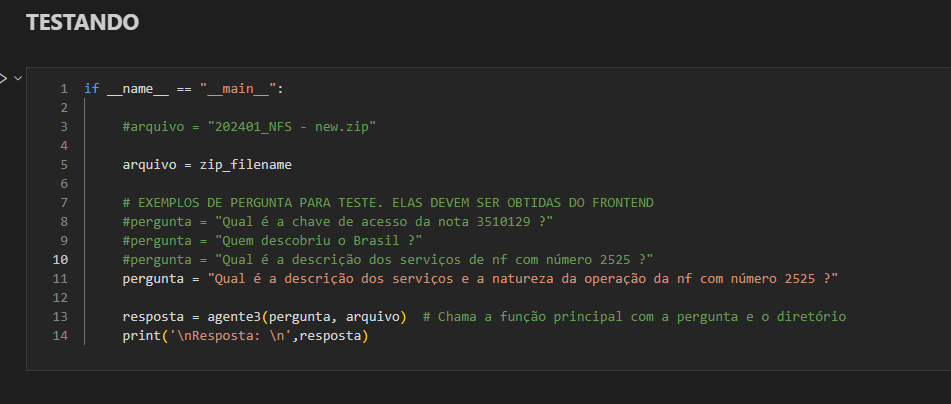 TESTANDO
1 if __name__ == "__main__":
2
3 #arquivo = "202401_NFS - new.zip"
4
5 arquivo = zip_filename
6
7 # EXEMPLOS DE PERGUNTA PARA TESTE. ELAS DEVEM SER OBTIDAS DO FRONTEND
8 #pergunta = "Qual é a chave de acesso da nota 3510129 ?"
9 #pergunta = "Quem descobriu o Brasil ?"
10 #pergunta = "Qual é a descrição dos serviços de nf com número 2525 ?"
11 pergunta = "Qual é a descrição dos serviços e a natureza da operação da nf com número 2525 ?"
12
13 resposta = agente3(pergunta, arquivo)  # Chama a função principal com a pergunta e o diretório
14 print('\nResposta: \n',resposta)